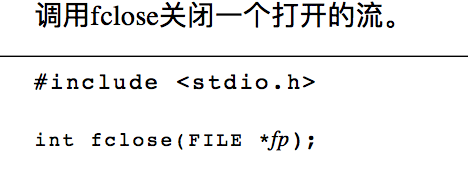 调用fclose关闭一个打开的流。
#include <stdio.h>
int fclose(FILE *fp);